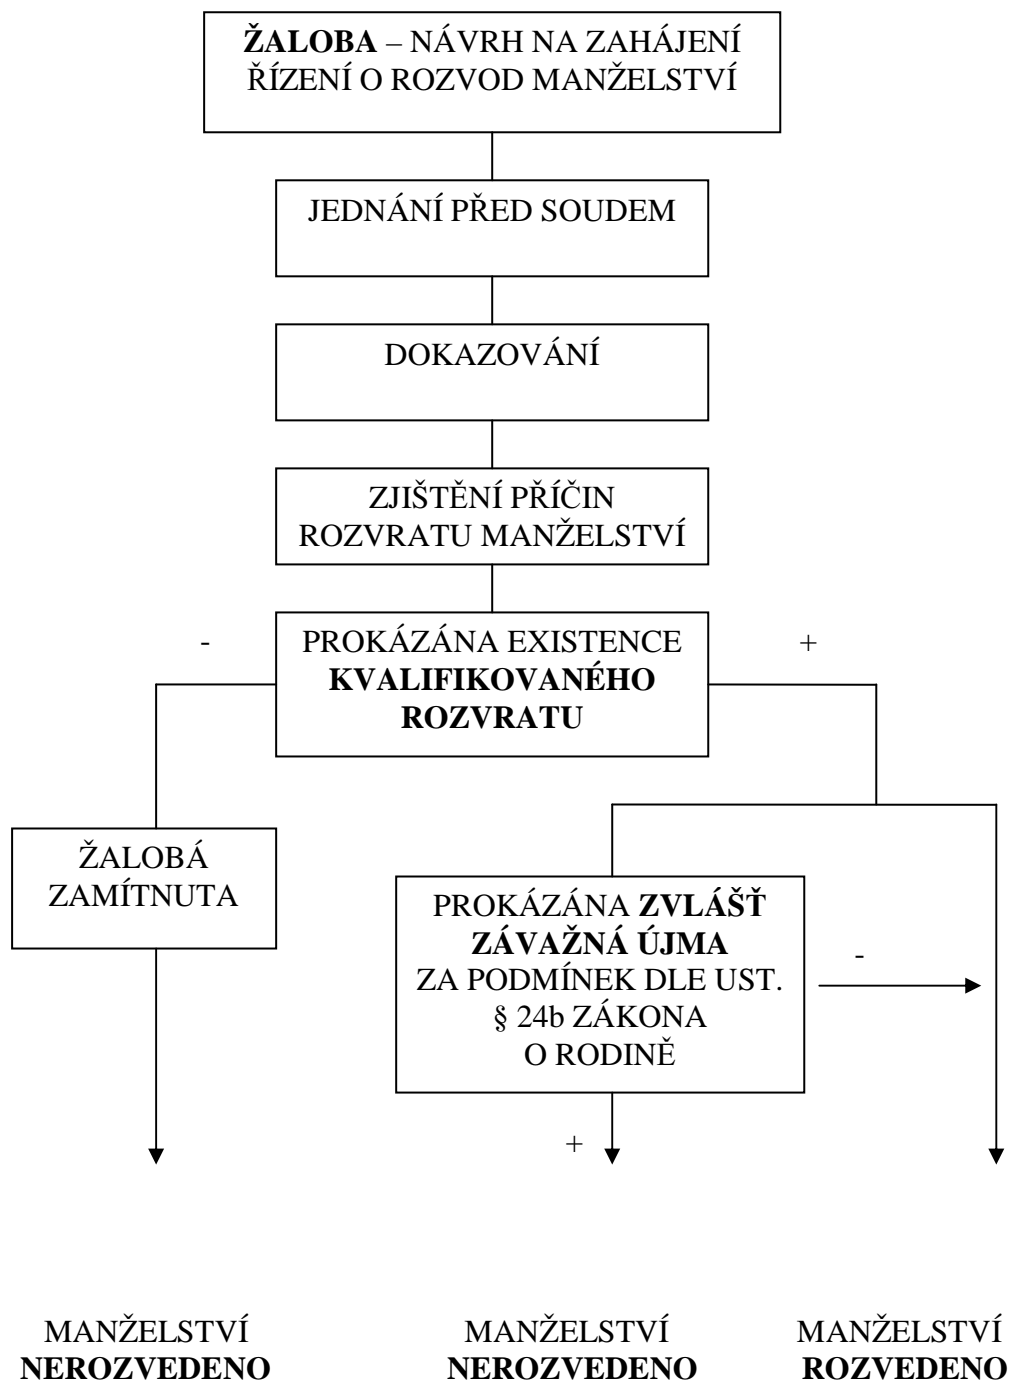 ŽALOBA – NÁVRH NA ZAHÁJENÍ
ŘÍZENÍ O ROZVOD MANŽELSTVÍ
JEDNÁNÍ PŘED SOUDEM
DOKAZOVÁNÍ
ZJIŠTĚNÍ PŘÍČIN
ROZVRATU MANŽELSTVÍ
-
PROKÁZÁNA EXISTENCE
KVALIFIKOVANÉHO
ROZVRATU
+
ŽALOBÁ
ZAMÍTNUTA
PROKÁZÁNA ZVLÁŠŤ
ZÁVAŽNÁ ÚJMA
ZA PODMÍNEK DLE UST.
§ 24b ZÁKONA
O RODINĚ
-
+
MANŽELSTVÍ
NEROZVEDENO
MANŽELSTVÍ
NEROZVEDENO
MANŽELSTVÍ
ROZVEDENO